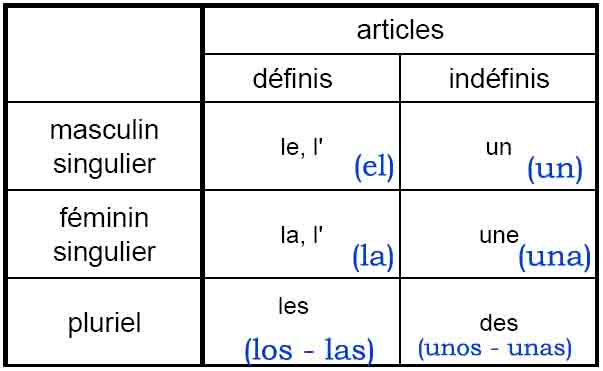 articles
définis indéfinis
masculin
singulier
le, l' (el)
un (un)
féminin
singulier
la, l' (la)
une (una)
pluriel
les
(los - las)
des
(unos - unas)